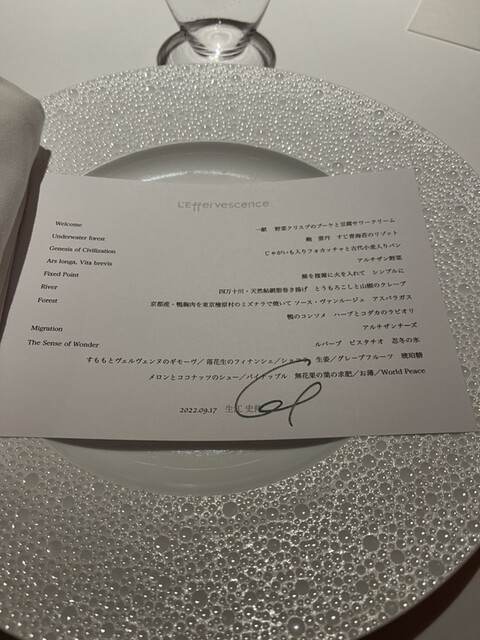 L'Effervescence
Welcome 一献 野菜クリスプのブーケと豆腐サワークリーム
Underwater forest 鮑 雲丹 すじ青海苔のリゾット
Genesis of Civilization じゃがいも入りフォカッチャと古代小麦入りパン
Ars longa, Vita brevis アルチザン野菜
Fixed Point 蕪を複雑に火を入れて シンプルに
River 四万十川・天然鮎網脂巻き揚げ とうもろこしと山椒のクレープ
Forest 京都産・鴨胸肉を東京檜原村のミズナラで焼いて ソース・ヴァンルージュ アスパラガス
鴨のコンソメ ハーブとコダカのラビオリ
Migration アルチザンチーズ
The Sense of Wonder ルバーブ ピスタチオ 忍冬の氷
すももとヴェルヴェンヌのギモーヴ／落花生のフィナンシェ／ショコラ 生姜／グレープフルーツ 琥珀糖
メロンとココナッツのシュー／パイナップル 無花果の葉の求肥／お薄／World Peace
2022.09.17 生江 史伸